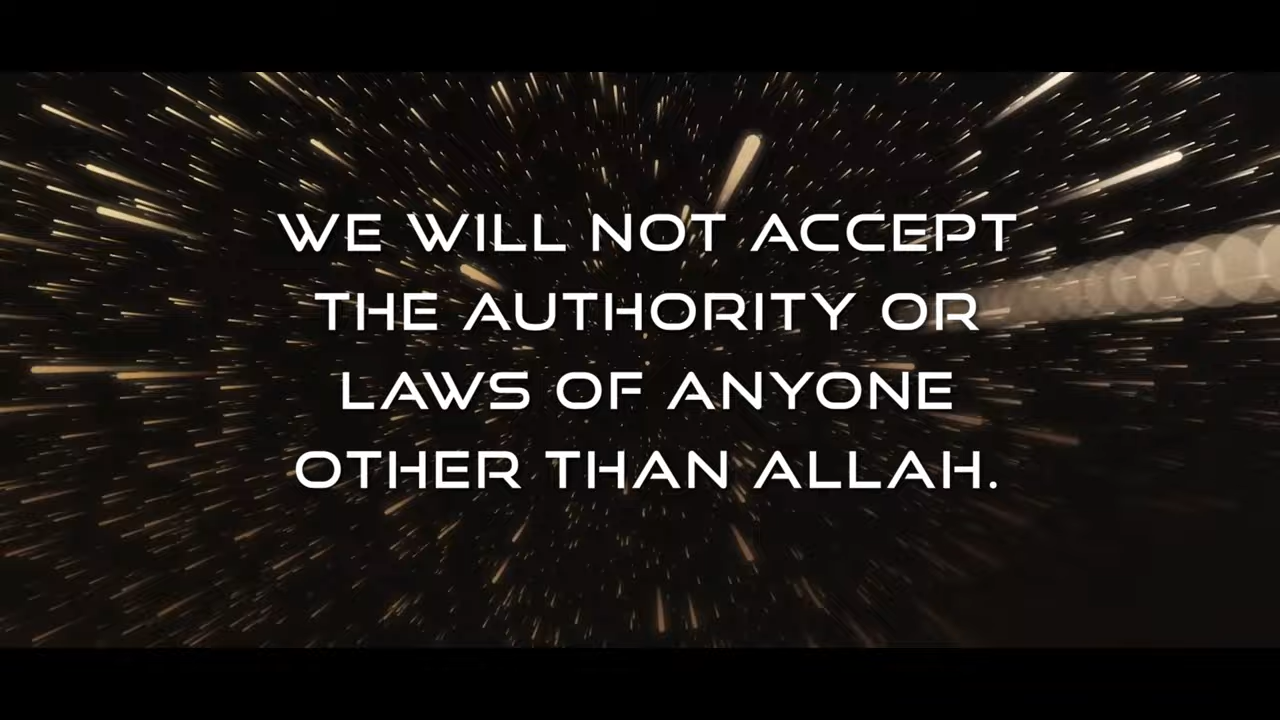 WE WILL NOT ACCEPT
THE AUTHORITY OR
LAWS OF ANYONE
OTHER THAN ALLAH.